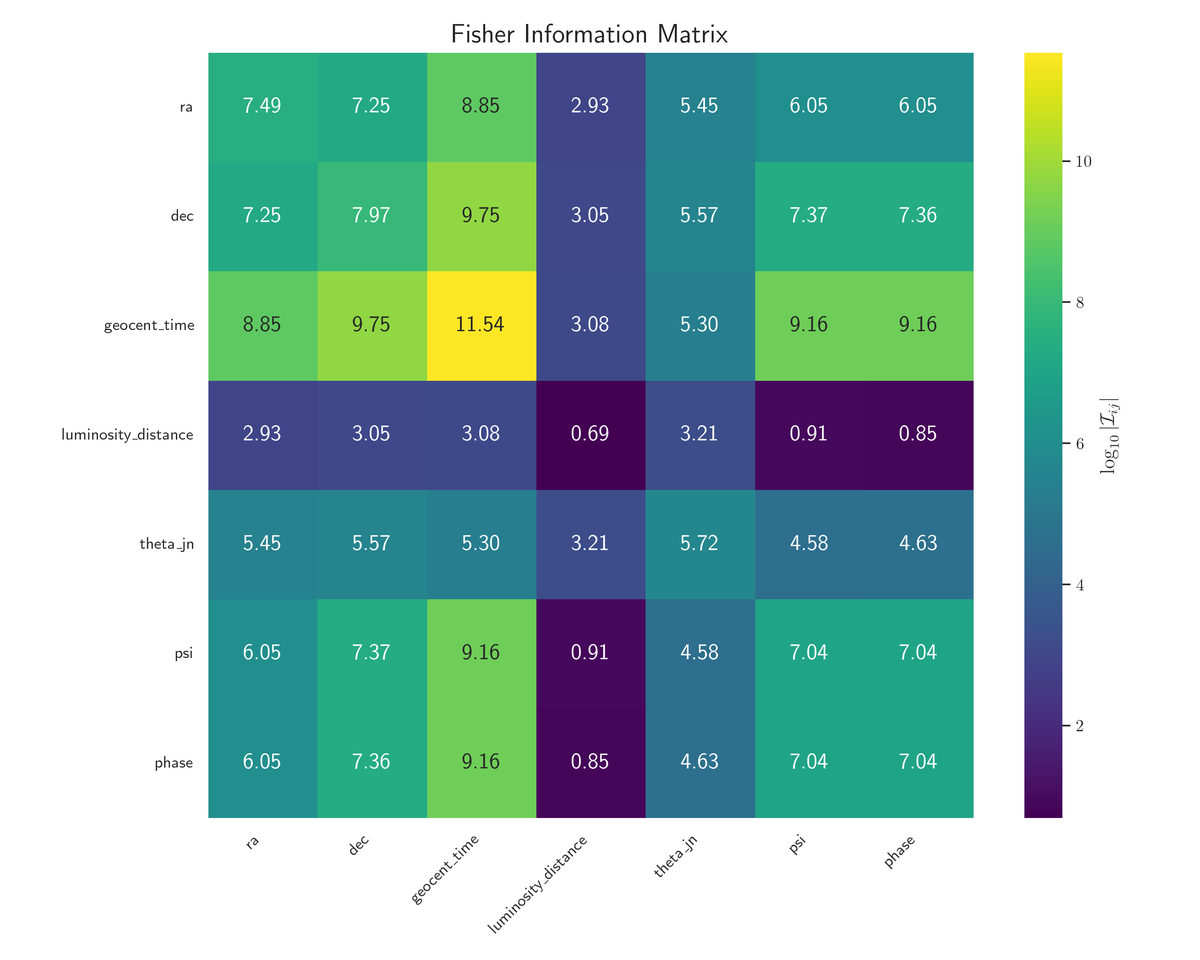 Fisher Information Matrix
ra 7.49 7.25 8.85 2.93 5.45 6.05 6.05
dec 7.25 7.97 9.75 3.05 5.57 7.37 7.36
geocent_time 8.85 9.75 11.54 3.08 5.30 9.16 9.16
luminosity_distance 2.93 3.05 3.08 0.69 3.21 0.91 0.85
theta_jn 5.45 5.57 5.30 3.21 5.72 4.58 4.63
psi 6.05 7.37 9.16 0.91 4.58 7.04 7.04
phase 6.05 7.36 9.16 0.85 4.63 7.04 7.04
ra dec geocent_time luminosity_distance theta_jn psi phase
10
8
6
4
2
log₁₀ |ℐᵢⱼ|